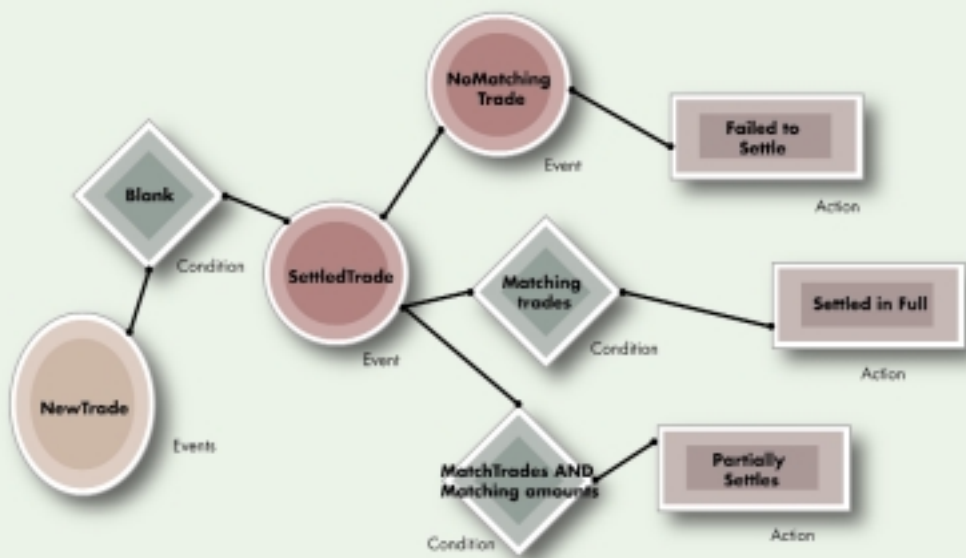 NoMatching
Trade
Event
Failed to
Settle
Action
Blank
Condition
SettledTrade
Event
Matching
trades
Condition
Settled in Full
Action
NewTrade
Events
MatchTrades AND
Matching amounts
Condition
Partially
Settles
Action